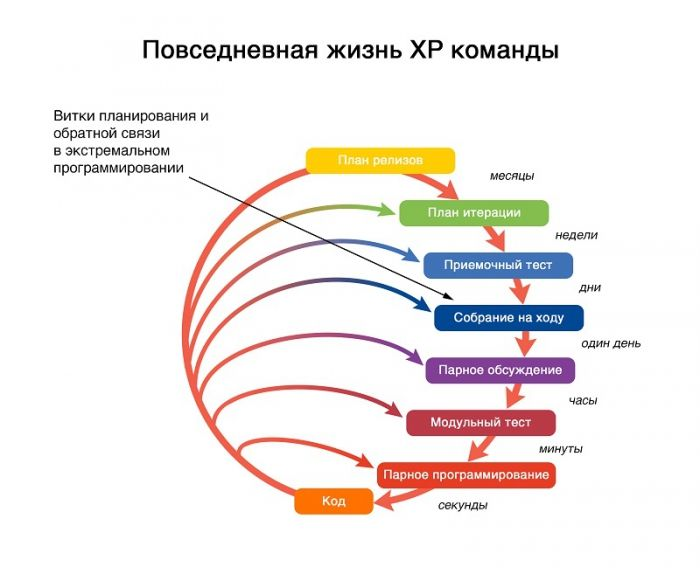 Повседневная жизнь XP команды
Витки планирования и
обратной связи
в экстремальном
программировании
План релизов
месяцы
План итерации
недели
Приемочный тест
дни
Собрание на ходу
один день
Парное обсуждение
часы
Модульный тест
минуты
Парное программирование
секунды
Код